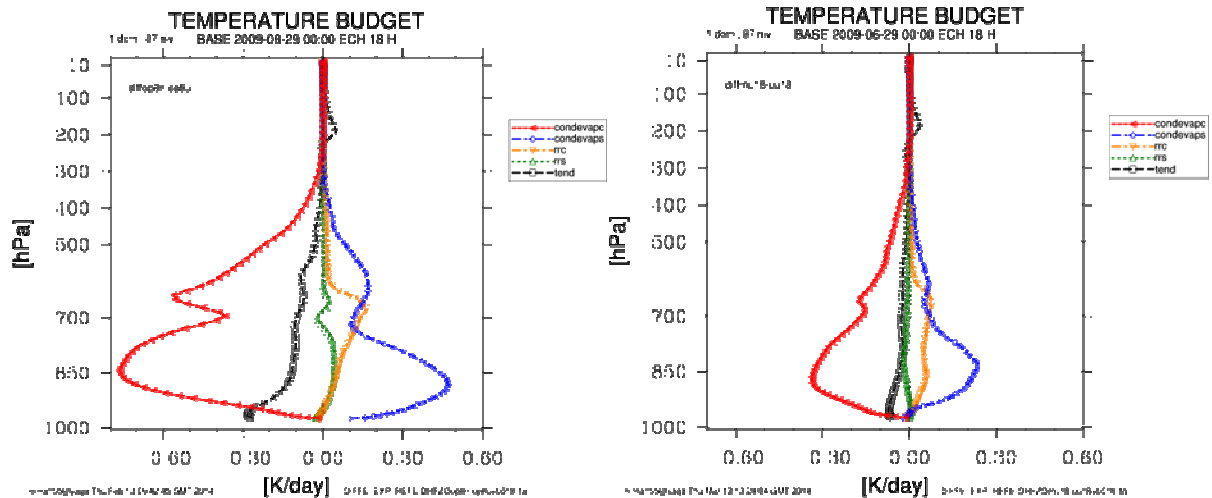 TEMPERATURE BUDGET
BASE 2009-06-29 00:00 ECH 18 H
10
100
200
300
400
500
700
850
1000
[hPa]
0.60
0.30
0.00
0.30
0.60
[K/day]
condevapc
condevaps
rrc
rrs
tend
TEMPERATURE BUDGET
BASE 2009-06-29 00:00 ECH 18 H
10
100
200
300
400
500
700
850
1000
[hPa]
0.60
0.30
0.00
0.30
0.60
[K/day]
condevapc
condevaps
rrc
rrs
tend